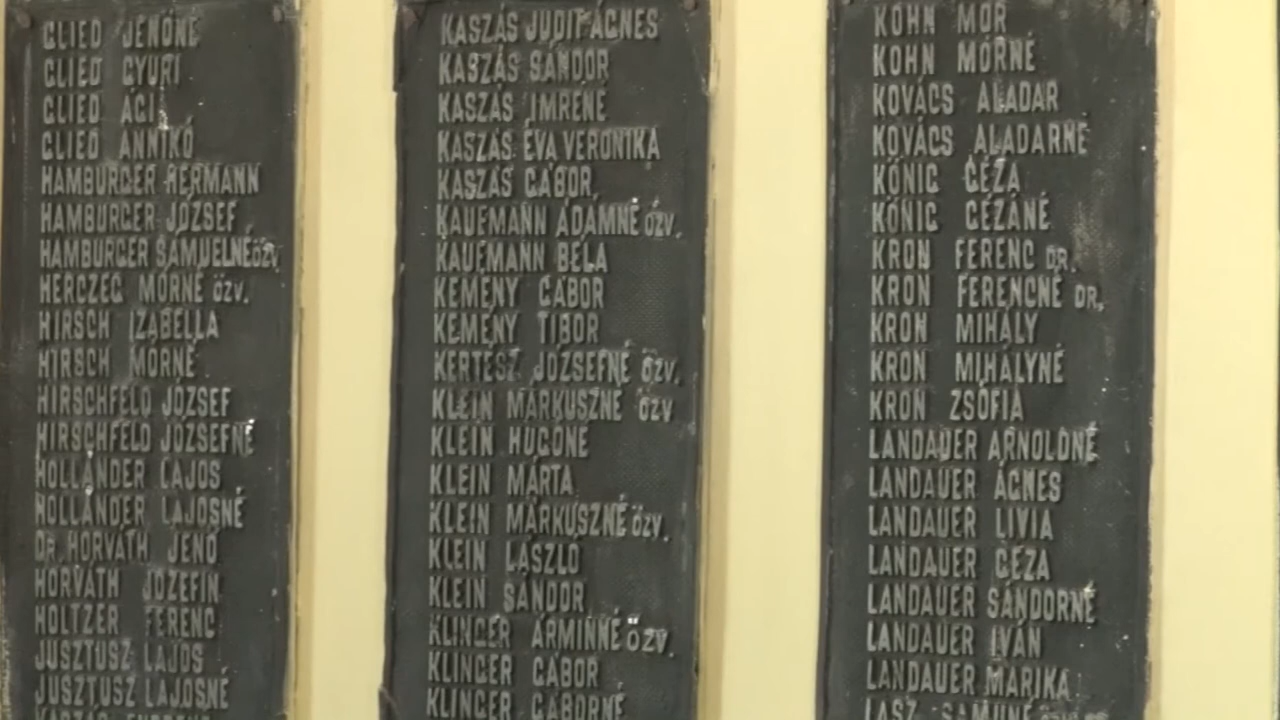 GLIED JENŐNÉ
GLIED GYURI
GLIED ÁGI
GLIED ANNIKÓ
HAMBURGER HERMANN
HAMBURGER JÓZSEF
HAMBURGER SÁMUELNÉ ÖZV.
HERCZEG MÓRNÉ ÖZV.
HIRSCH IZABELLA
HIRSCH MÓRNÉ
HIRSCHFELD JÓZSEF
HIRSCHFELD JÓZSEFNÉ
HOLLÄNDER LAJOS
HOLLÄNDER LAJOSNÉ
DR. HORVÁTH JENŐ
HORVÁTH JOZEFIN
HOLTZER FERENC
JUSZTUSZ LAJOS
JUSZTUSZ LAJOSNÉ
KASZÁS JUDIT ÁGNES
KASZÁS SÁNDOR
KASZÁS IMRÉNÉ
KASZÁS ÉVA VERONIKA
KASZÁS GÁBOR
KAUFMANN ÁDÁMNÉ ÖZV.
KAUFMANN BÉLA
KEMÉNY GÁBOR
KEMÉNY TIBOR
KERTÉSZ JÓZSEFNÉ ÖZV.
KLEIN MÁRKUSZNÉ ÖZV
KLEIN HUGÓNÉ
KLEIN MÁRTA
KLEIN MÁRKUSZNÉ ÖZV.
KLEIN LÁSZLÓ
KLEIN SÁNDOR
KLINGER ÁRMINNÉ ÖZV.
KLINGER GÁBOR
KLINGER GÁBORNÉ
KOHN MÓR
KOHN MÓRNÉ
KOVÁCS ALADÁR
KOVÁCS ALADÁRNÉ
KÖNIG GÉZA
KÖNIG GÉZÁNÉ
KRON FERENC DR.
KRON FERENCNÉ DR.
KRON MIHÁLY
KRON MIHÁLYNÉ
KRON ZSÓFIA
LANDAUER ARNOLDNÉ
LANDAUER ÁGNES
LANDAUER LIVIA
LANDAUER GÉZA
LANDAUER SÁNDORNÉ
LANDAUER IVÁN
LANDAUER MARIKA